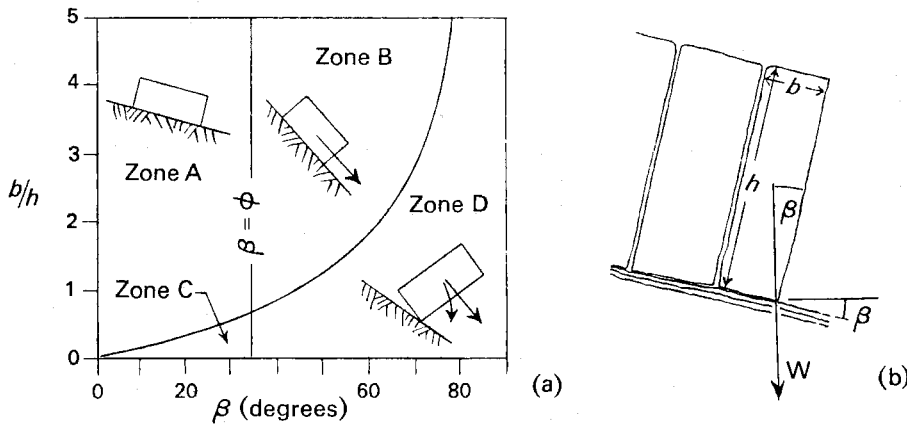 5
4
3
2
1
0
b/h
Zone A
Zone B
Zone C
Zone D
β = ϕ
0 20 40 60 80
β (degrees)
(a)
b
h
β
β
W
(b)